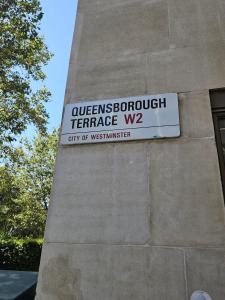 QUEENSBOROUGH
TERRACE W2
CITY OF WESTMINSTER